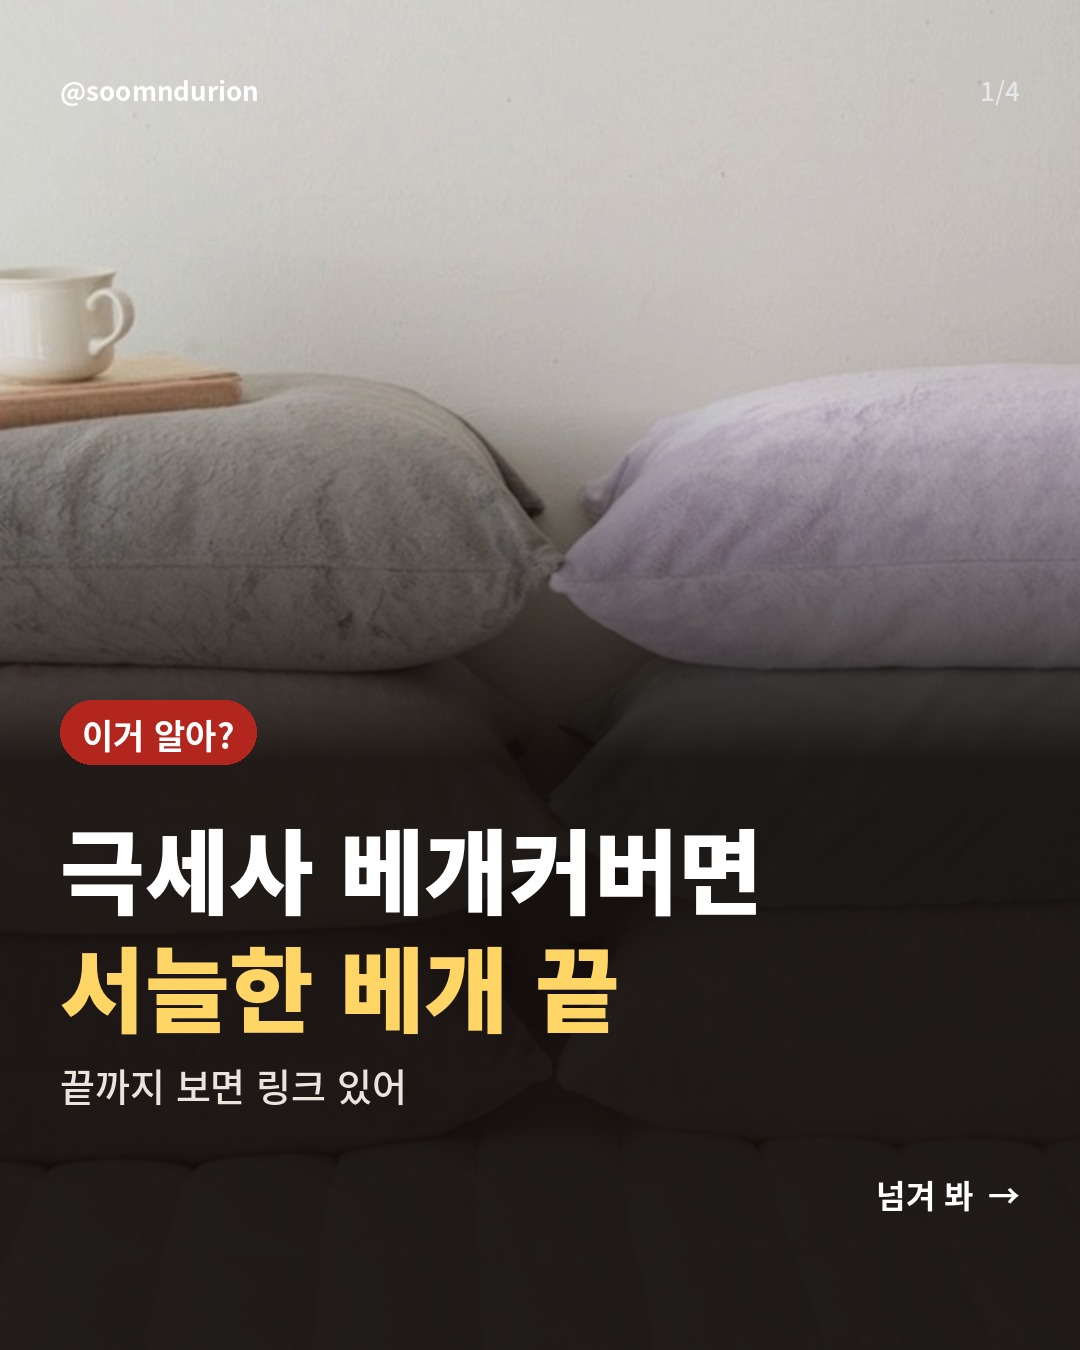 @soomndurion
1/4
이거 알아?
극세사 베개커버면
서늘한 베개 끝
끝까지 보면 링크 있어
넘겨 봐 →